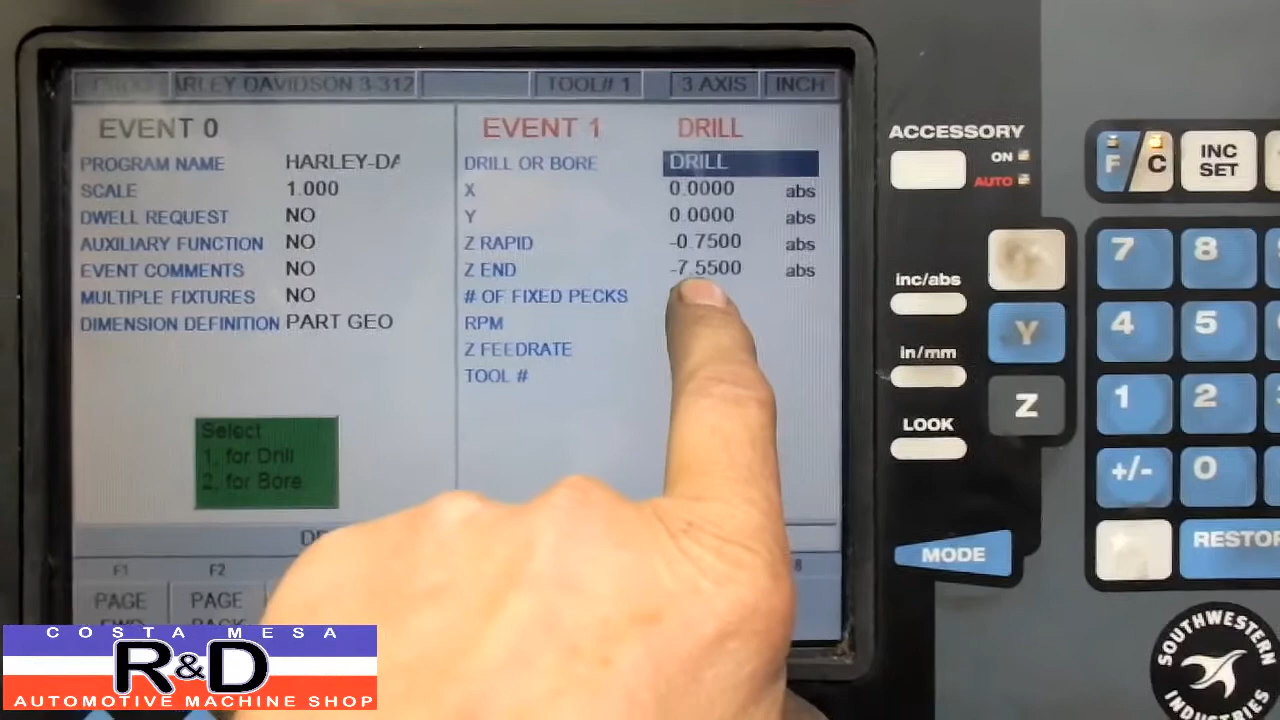 ARLEY DAVIDSON 3-312 TOOL# 1 3 AXIS INCH
EVENT 0
PROGRAM NAME HARLEY-DA
SCALE 1.000
DWELL REQUEST NO
AUXILIARY FUNCTION NO
EVENT COMMENTS NO
MULTIPLE FIXTURES NO
DIMENSION DEFINITION PART GEO
Select
1, for Drill
2, for Bore
EVENT 1 DRILL
DRILL OR BORE DRILL
X 0.0000 abs
Y 0.0000 abs
Z RAPID -0.7500 abs
Z END -7.5500 abs
# OF FIXED PECKS
RPM
Z FEEDRATE
TOOL #
F1 F2 8
PAGE PAGE
FWD BACK
ACCESSORY
ON
AUTO
inc/abs
in/mm
LOOK
MODE
F/C
INC
SET
Y
Z
7 8
4 5
1 2
+/- 0
RESTOR
SOUTHWESTERN
INDUSTRIES
COSTA MESA
R&D
AUTOMOTIVE MACHINE SHOP